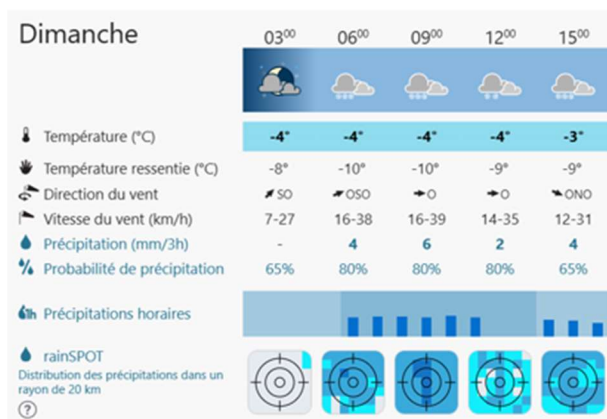 Dimanche 03⁰⁰ 06⁰⁰ 09⁰⁰ 12⁰⁰ 15⁰⁰
Température (°C) -4° -4° -4° -4° -3°
Température ressentie (°C) -8° -10° -10° -9° -9°
Direction du vent SO OSO O O ONO
Vitesse du vent (km/h) 7-27 16-38 16-39 14-35 12-31
Précipitation (mm/3h) - 4 6 2 4
Probabilité de précipitation 65% 80% 80% 80% 65%
1h Précipitations horaires
rainSPOT
Distribution des précipitations dans un
rayon de 20 km
?